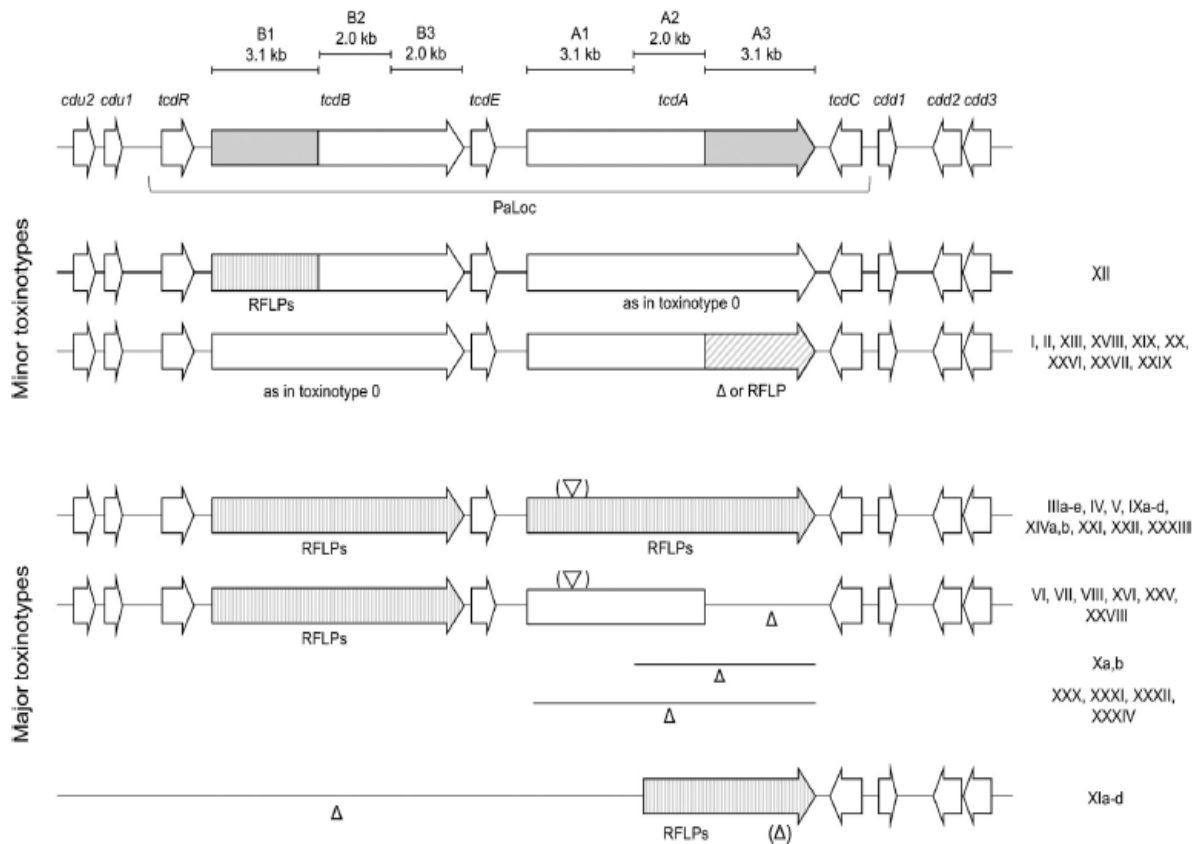 B1
3.1 kb
B2
2.0 kb
B3
2.0 kb
A1
3.1 kb
A2
2.0 kb
A3
3.1 kb
cdu2 cdu1 tcdR tcdB tcdE tcdA tcdC cdd1 cdd2 cdd3
PaLoc
Minor toxinotypes
XII
RFLPs
as in toxinotype 0
I, II, XIII, XVIII, XIX, XX,
XXVI, XXVII, XXIX
as in toxinotype 0
Δ or RFLP
Major toxinotypes
(▽)
IIIa-e, IV, V, IXa-d,
XIVa,b, XXI, XXII, XXXIII
RFLPs
RFLPs
(▽)
VI, VII, VIII, XVI, XXV,
XXVIII
RFLPs
Δ
Xa,b
Δ
XXX, XXXI, XXXII,
XXXIV
Δ
XIa-d
Δ
RFLPs (Δ)